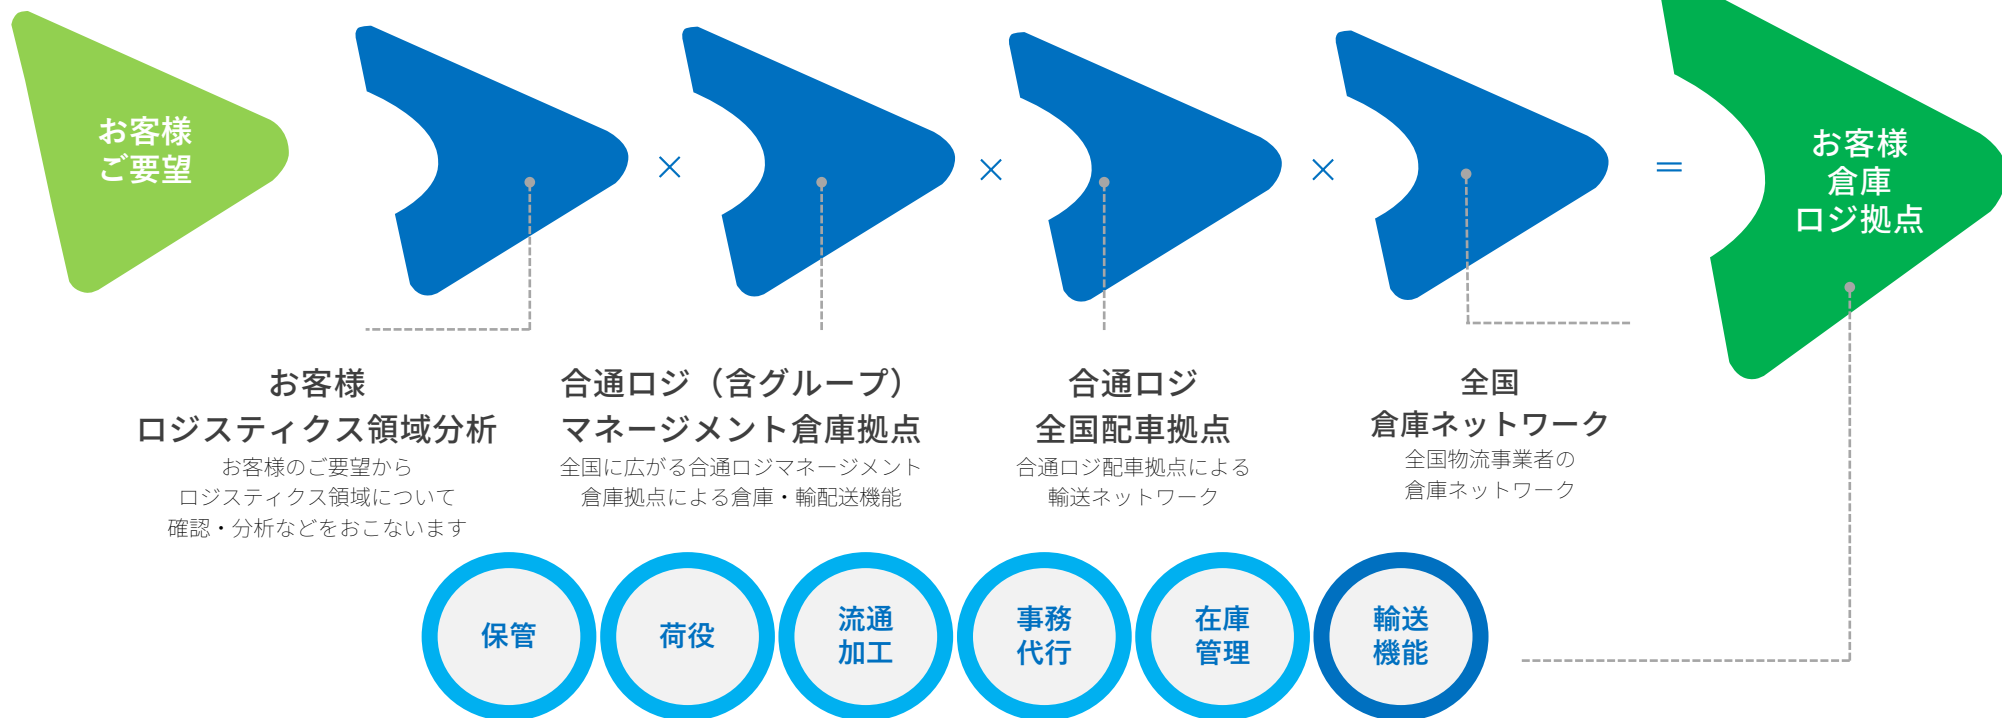 お客様
ご要望
×
×
×
=
お客様
倉庫
ロジ拠点
お客様
ロジスティクス領域分析
お客様のご要望から
ロジスティクス領域について
確認・分析などをおこないます
合通ロジ（含グループ）
マネージメント倉庫拠点
全国に広がる合通ロジマネージメント
倉庫拠点による倉庫・輸配送機能
合通ロジ
全国配車拠点
合通ロジ配車拠点による
輸送ネットワーク
全国
倉庫ネットワーク
全国物流事業者の
倉庫ネットワーク
保管
荷役
流通
加工
事務
代行
在庫
管理
輸送
機能